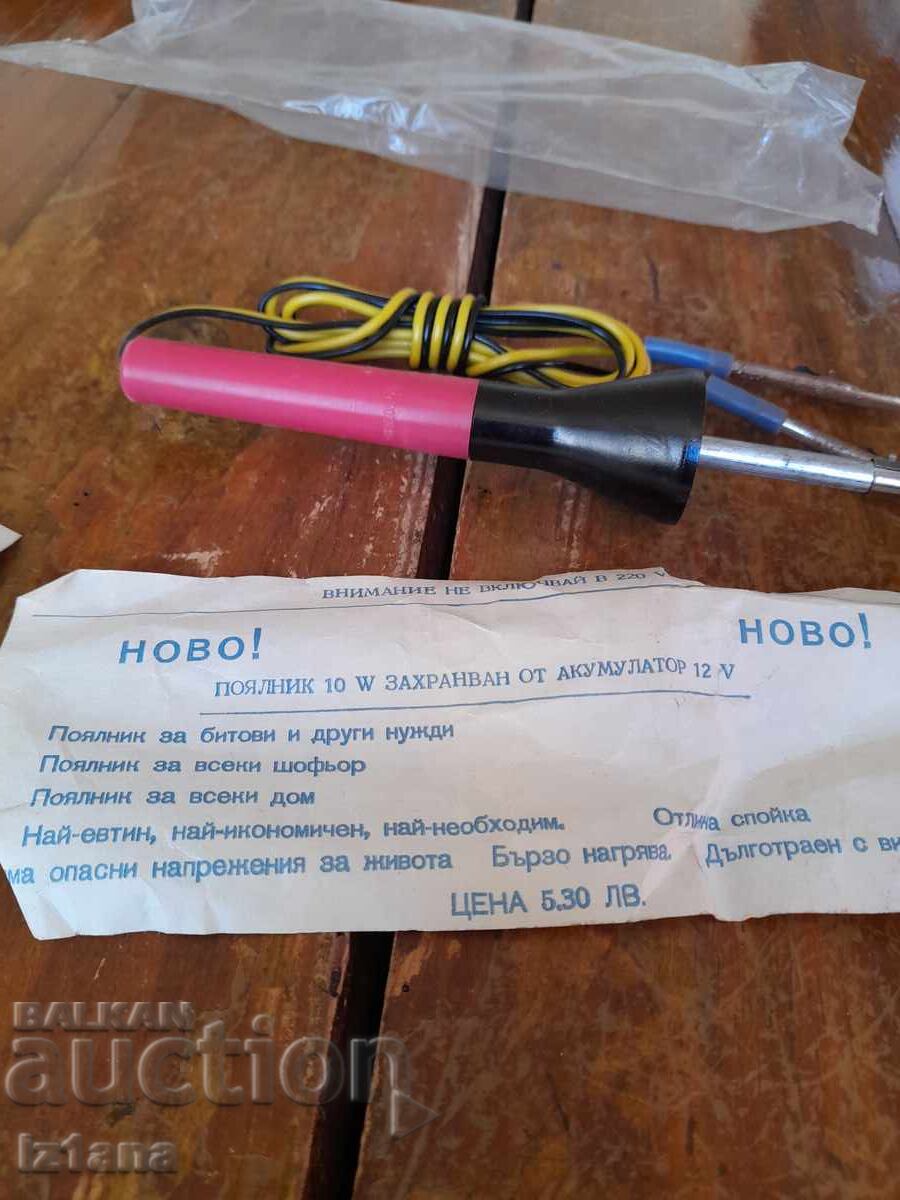 ВНИМАНИЕ НЕ ВКЛЮЧВАЙ В 220 V
НОВО! НОВО!
ПОЯЛНИК 10 W ЗАХРАНВАН ОТ АКУМУЛАТОР 12 V
Поялник за битови и други нужди
Поялник за всеки шофьор
Поялник за всеки дом
Най-евтин, най-икономичен, най-необходим. Отлична спойка
ма опасни напрежения за живота Бързо нагрява. Дълготраен с ви
ЦЕНА 5.30 ЛВ.
BALKAN
auction
Iz1ana